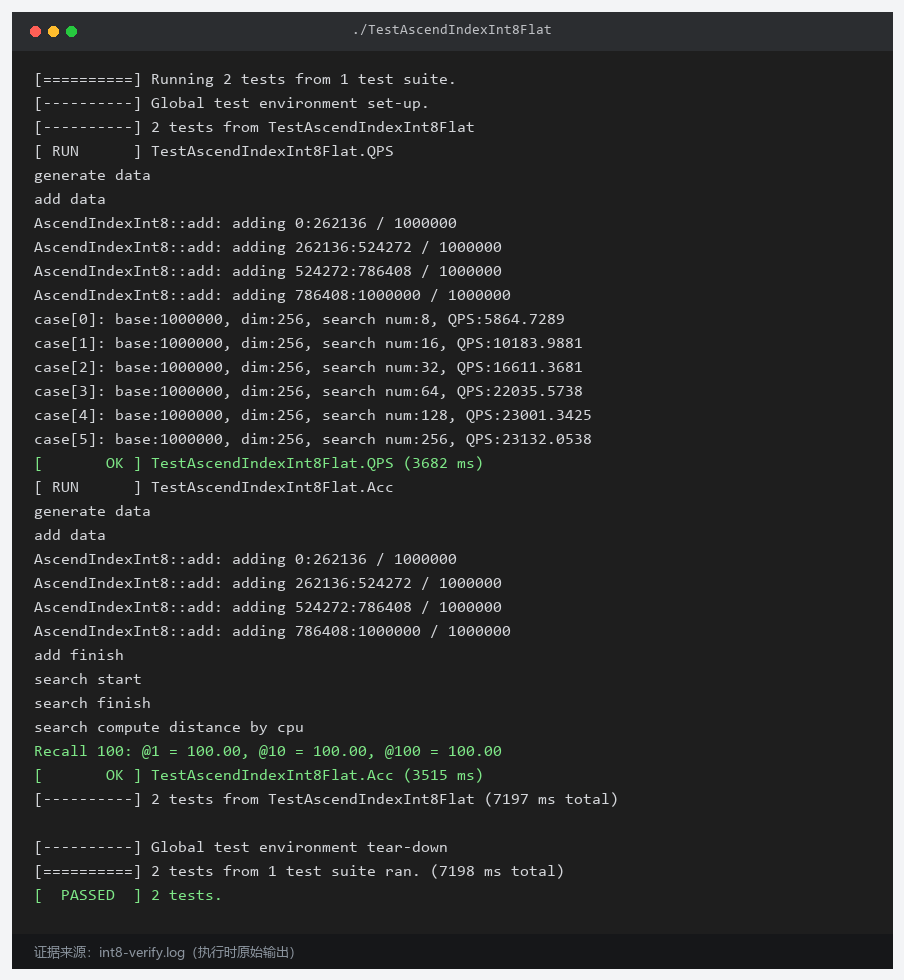 ./TestAscendIndexInt8Flat
[==========] Running 2 tests from 1 test suite.
[----------] Global test environment set-up.
[----------] 2 tests from TestAscendIndexInt8Flat
[ RUN      ] TestAscendIndexInt8Flat.QPS
generate data
add data
AscendIndexInt8::add: adding 0:262136 / 1000000
AscendIndexInt8::add: adding 262136:524272 / 1000000
AscendIndexInt8::add: adding 524272:786408 / 1000000
AscendIndexInt8::add: adding 786408:1000000 / 1000000
case[0]: base:1000000, dim:256, search num:8, QPS:5864.7289
case[1]: base:1000000, dim:256, search num:16, QPS:10183.9881
case[2]: base:1000000, dim:256, search num:32, QPS:16611.3681
case[3]: base:1000000, dim:256, search num:64, QPS:22035.5738
case[4]: base:1000000, dim:256, search num:128, QPS:23001.3425
case[5]: base:1000000, dim:256, search num:256, QPS:23132.0538
[       OK ] TestAscendIndexInt8Flat.QPS (3682 ms)
[ RUN      ] TestAscendIndexInt8Flat.Acc
generate data
add data
AscendIndexInt8::add: adding 0:262136 / 1000000
AscendIndexInt8::add: adding 262136:524272 / 1000000
AscendIndexInt8::add: adding 524272:786408 / 1000000
AscendIndexInt8::add: adding 786408:1000000 / 1000000
add finish
search start
search finish
search compute distance by cpu
Recall 100: @1 = 100.00, @10 = 100.00, @100 = 100.00
[       OK ] TestAscendIndexInt8Flat.Acc (3515 ms)
[----------] 2 tests from TestAscendIndexInt8Flat (7197 ms total)
[----------] Global test environment tear-down
[==========] 2 tests from 1 test suite ran. (7198 ms total)
[  PASSED  ] 2 tests.
证据来源：int8-verify.log（执行时原始输出）